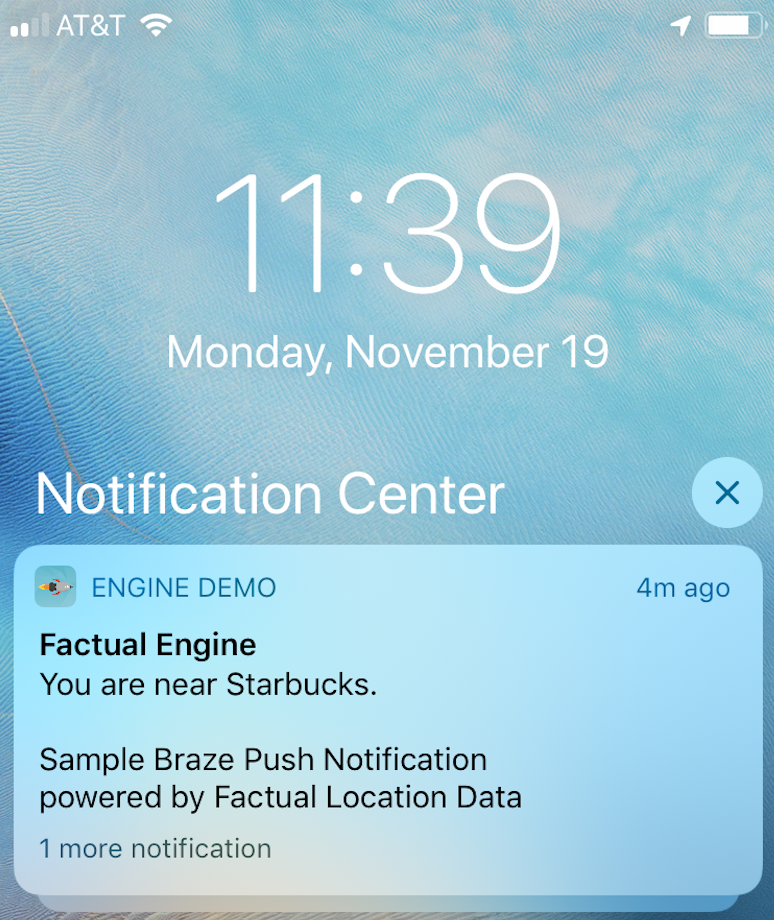 AT&T
11:39
Monday, November 19
Notification Center
ENGINE DEMO 4m ago
Factual Engine
You are near Starbucks.
Sample Braze Push Notification
powered by Factual Location Data
1 more notification